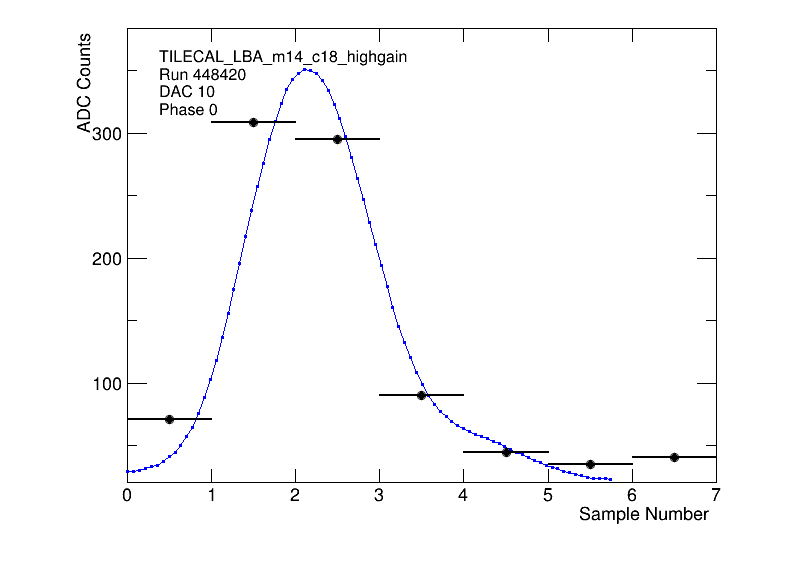 TILECAL_LBA_m14_c18_highgain
Run 448420
DAC 10
Phase 0
ADC Counts
300
200
100
0 1 2 3 4 5 6 7
Sample Number